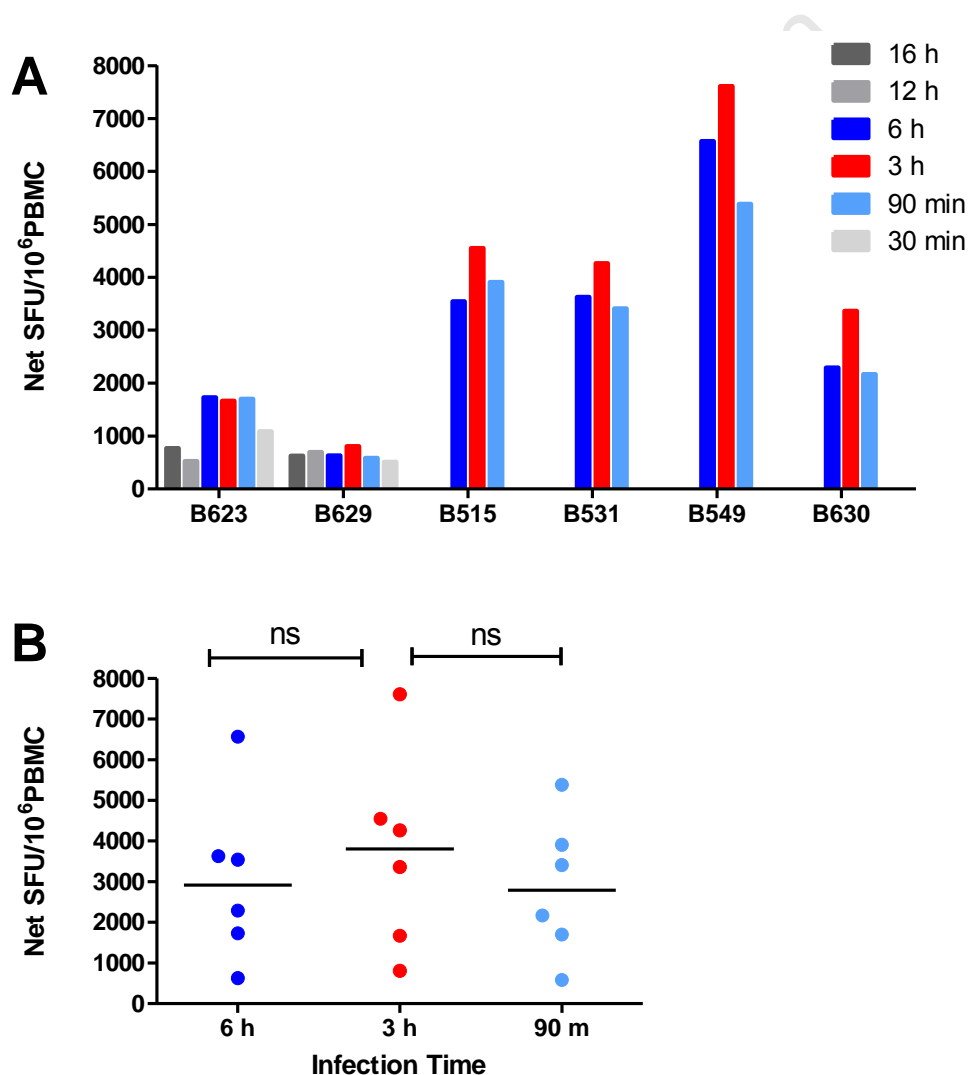 A
Net SFU/10⁶PBMC
8000
7000
6000
5000
4000
3000
2000
1000
0
B623 B629 B515 B531 B549 B630
16 h
12 h
6 h
3 h
90 min
30 min
B
ns ns
Net SFU/10⁶PBMC
8000
7000
6000
5000
4000
3000
2000
1000
0
6 h 3 h 90 m
Infection Time